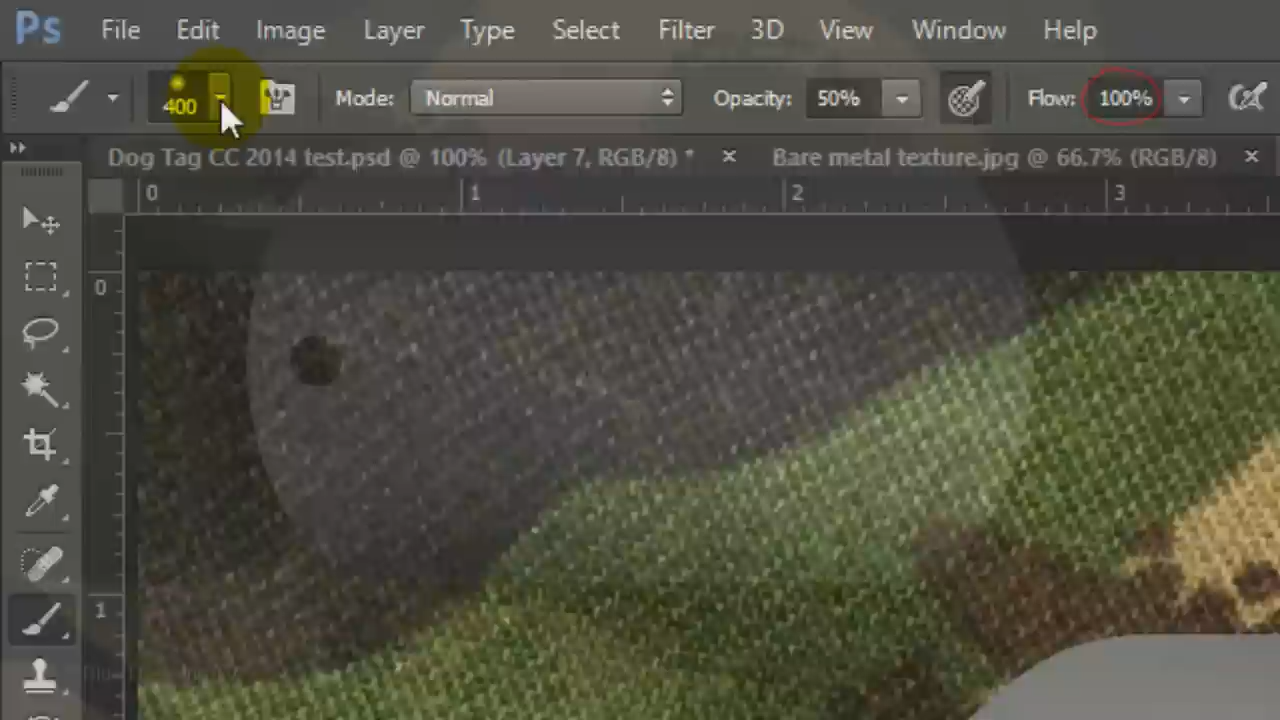 Ps File Edit Image Layer Type Select Filter 3D View Window Help
400 Mode: Normal Opacity: 50% Flow: 100%
Dog Tag CC 2014 test.psd @ 100% (Layer 7, RGB/8) * × Bare metal texture.jpg @ 66.7% (RGB/8) ×
0 1 2 3
0
1